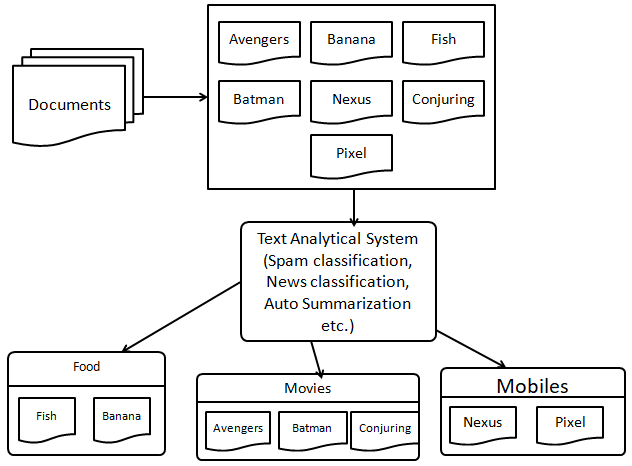 Documents
Avengers
Banana
Fish
Batman
Nexus
Conjuring
Pixel
Text Analytical System
(Spam classification,
News classification,
Auto Summarization
etc.)
Food
Fish
Banana
Movies
Avengers
Batman
Conjuring
Mobiles
Nexus
Pixel